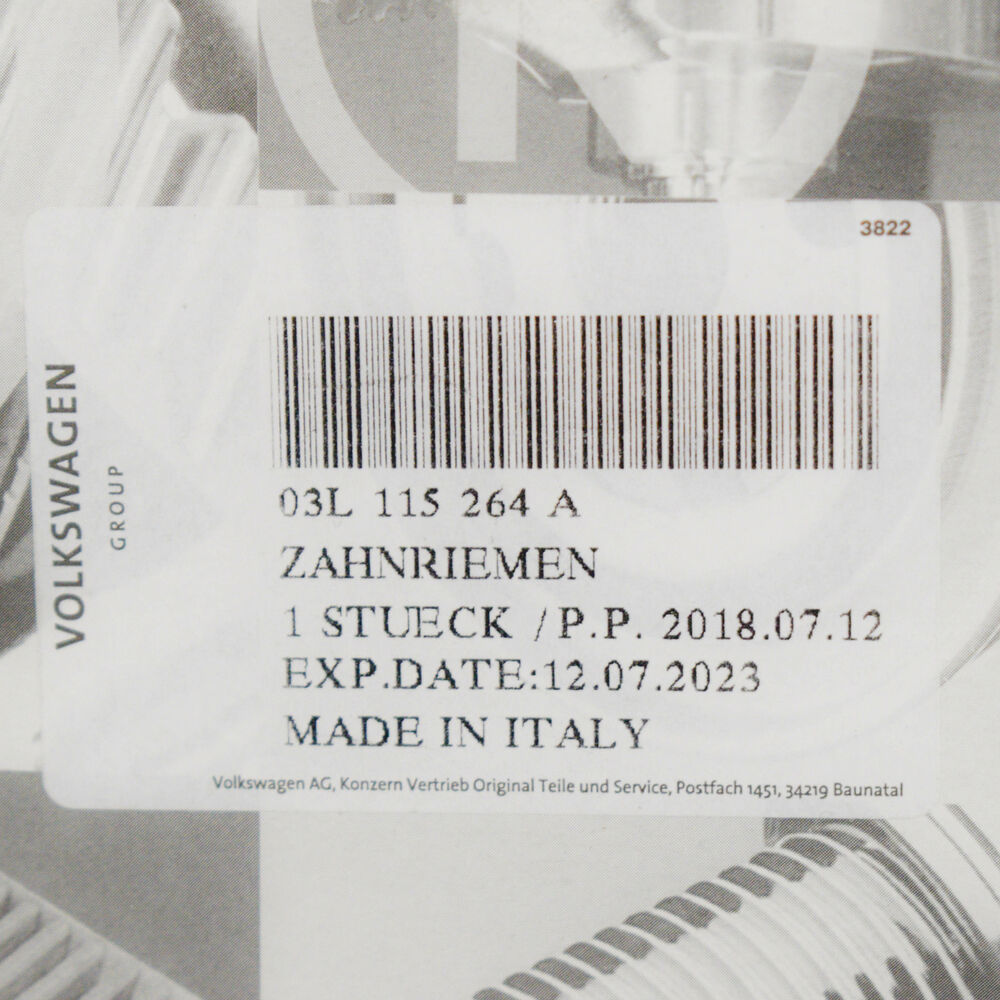 3822
VOLKSWAGEN
GROUP
03L 115 264 A
ZAHNRIEMEN
1 STUECK / P.P. 2018.07.12
EXP.DATE:12.07.2023
MADE IN ITALY
Volkswagen AG, Konzern Vertrieb Original Teile und Service, Postfach 1451, 34219 Baunatal